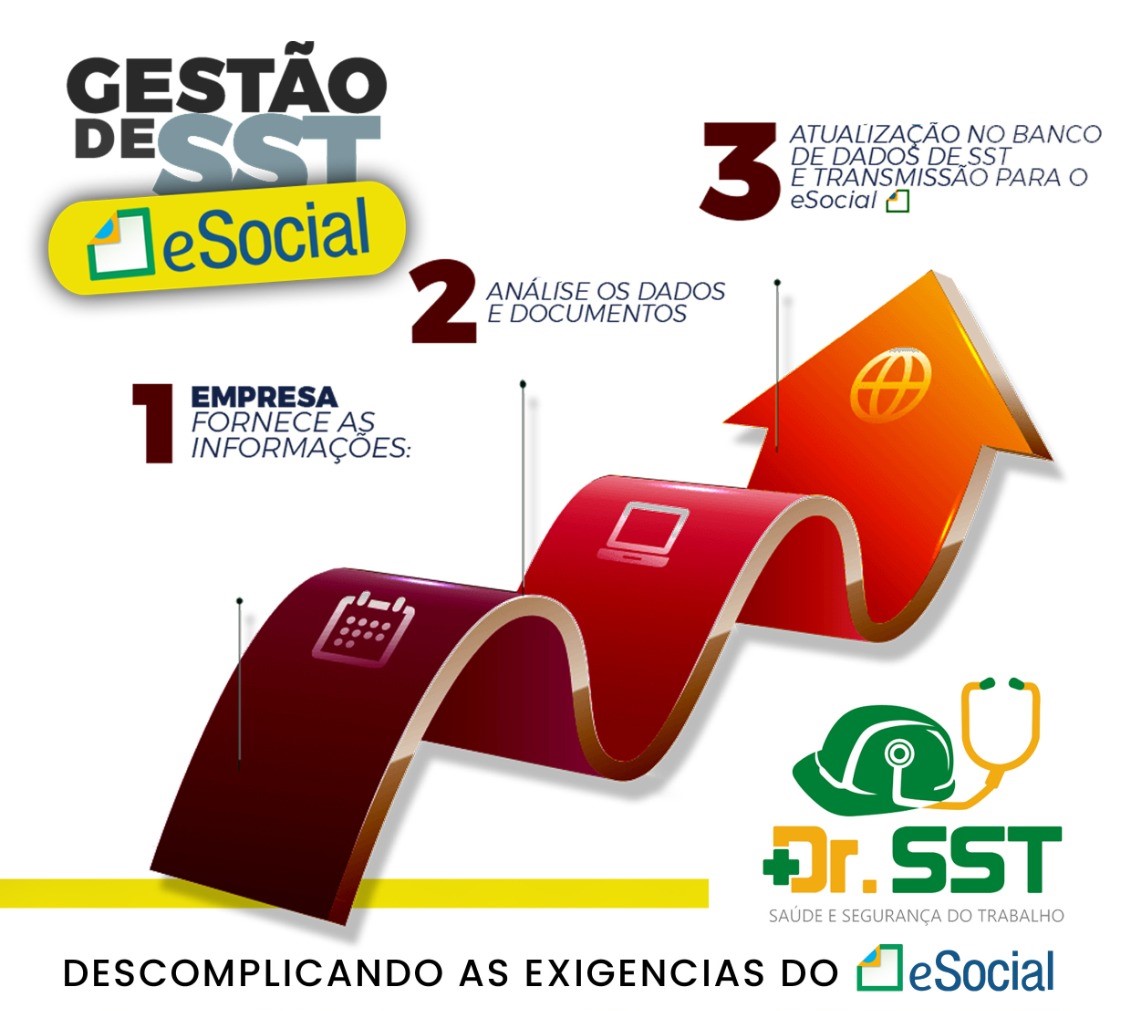 GESTÃO
DE SST
eSocial
3 ATUALIZAÇÃO NO BANCO
DE DADOS DE SST
E TRANSMISSÃO PARA O
eSocial
2 ANÁLISE OS DADOS
E DOCUMENTOS
1 EMPRESA
FORNECE AS
INFORMAÇÕES:
Dr. SST
SAÚDE E SEGURANÇA DO TRABALHO
DESCOMPLICANDO AS EXIGENCIAS DO eSocial